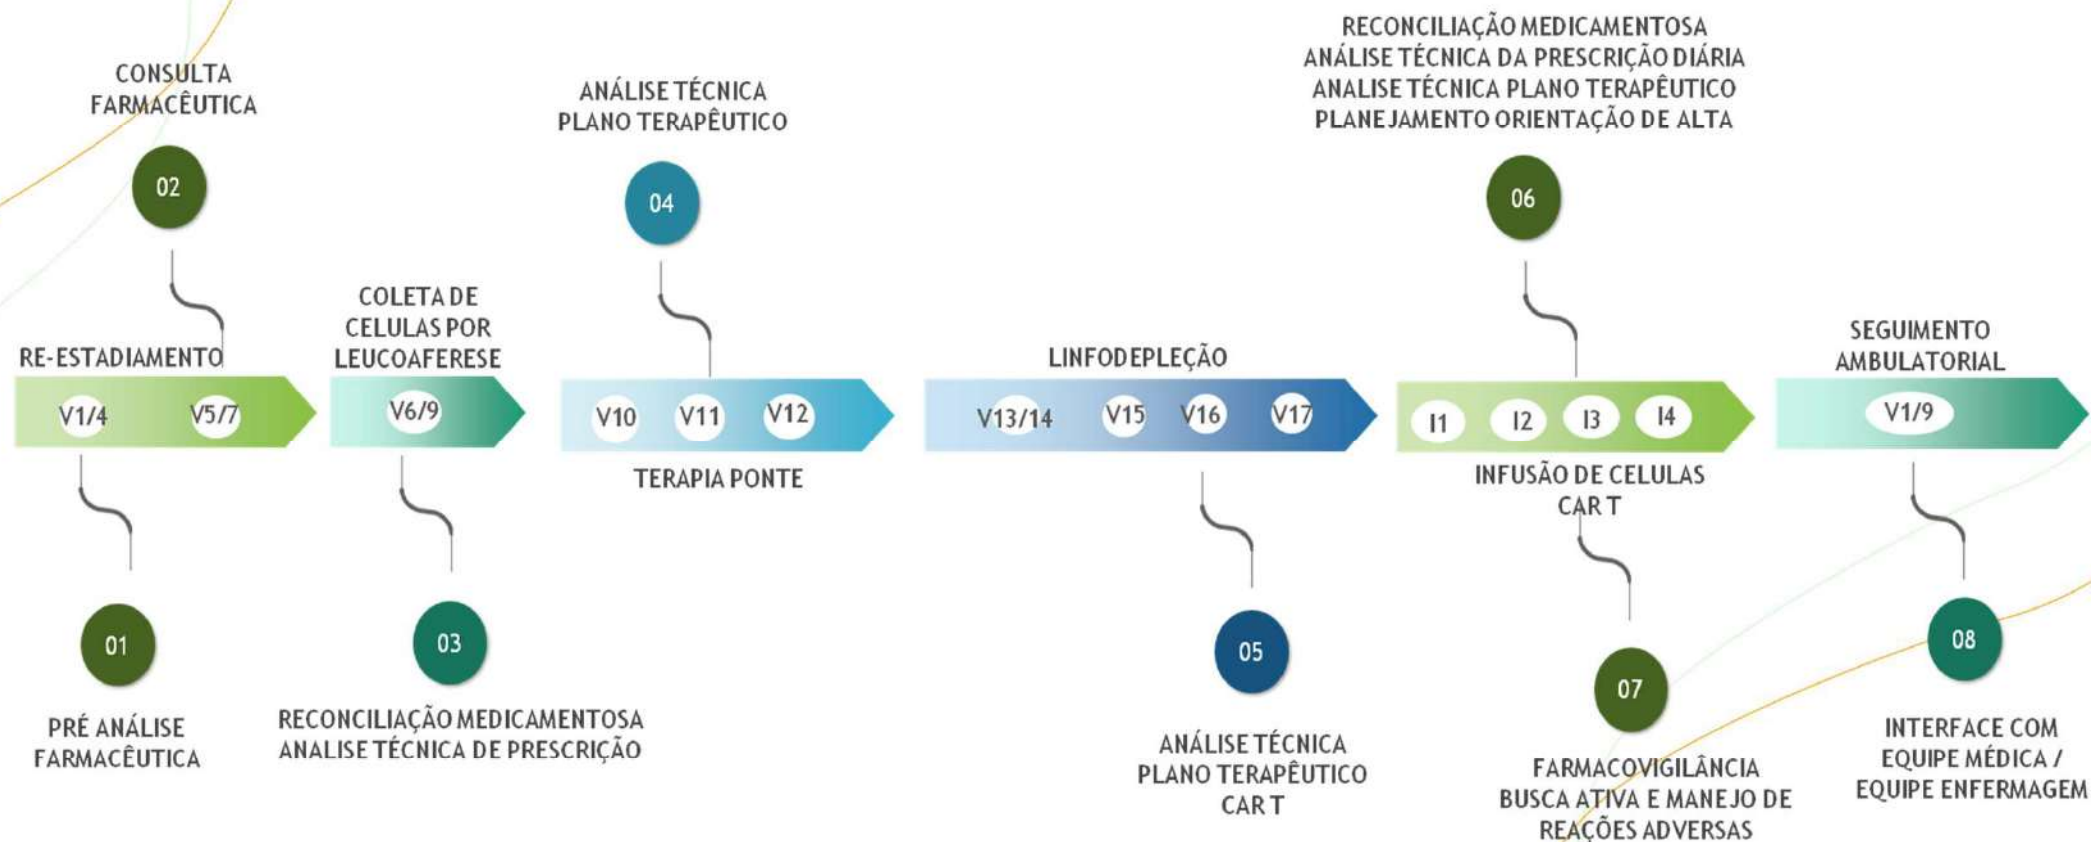 CONSULTA
FARMACÊUTICA
02
RE-ESTADIAMENTO
V1/4
V5/7
01
PRÉ ANÁLISE
FARMACÊUTICA
COLETA DE
CELULAS POR
LEUCOAFERESE
V6/9
03
RECONCILIAÇÃO MEDICAMENTOSA
ANALISE TÉCNICA DE PRESCRIÇÃO
ANÁLISE TÉCNICA
PLANO TERAPÊUTICO
04
V10
V11
V12
TERAPIA PONTE
LINFODEPLEÇÃO
V13/14
V15
V16
V17
05
ANÁLISE TÉCNICA
PLANO TERAPÊUTICO
CAR T
RECONCILIAÇÃO MEDICAMENTOSA
ANÁLISE TÉCNICA DA PRESCRIÇÃO DIÁRIA
ANALISE TÉCNICA PLANO TERAPÊUTICO
PLANEJAMENTO ORIENTAÇÃO DE ALTA
06
I1
I2
I3
I4
INFUSÃO DE CELULAS
CAR T
07
FARMACOVIGILÂNCIA
BUSCA ATIVA E MANEJO DE
REAÇÕES ADVERSAS
SEGUIMENTO
AMBULATORIAL
V1/9
08
INTERFACE COM
EQUIPE MÉDICA /
EQUIPE ENFERMAGEM